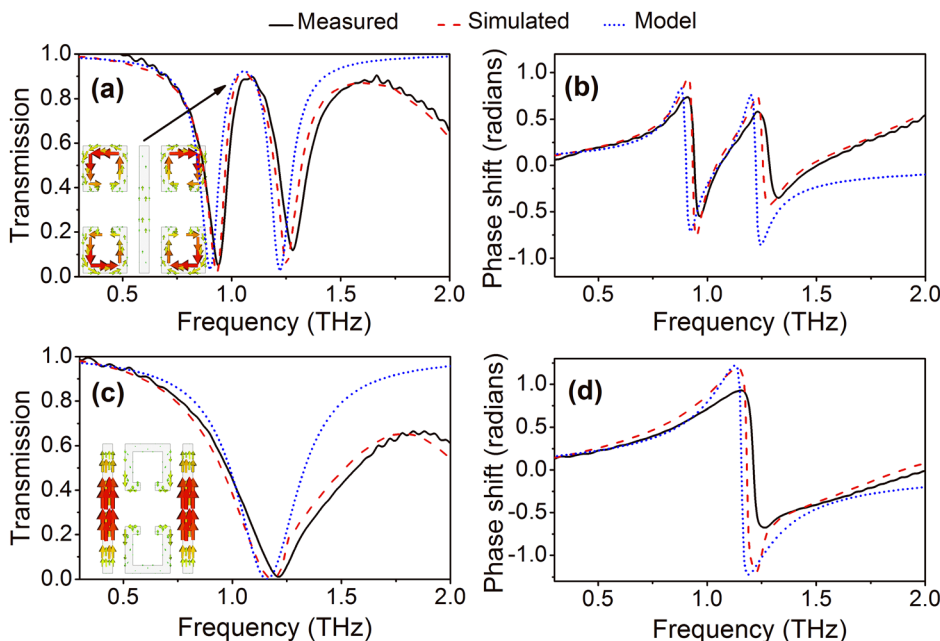 Measured Simulated Model
(a)
Transmission
1.0
0.8
0.6
0.4
0.2
0.0
0.5 1.0 1.5 2.0
Frequency (THz)
(b)
Phase shift (radians)
1.0
0.5
0.0
-0.5
-1.0
0.5 1.0 1.5 2.0
Frequency (THz)
(c)
Transmission
1.0
0.8
0.6
0.4
0.2
0.0
0.5 1.0 1.5 2.0
Frequency (THz)
(d)
Phase shift (radians)
1.0
0.5
0.0
-0.5
-1.0
0.5 1.0 1.5 2.0
Frequency (THz)